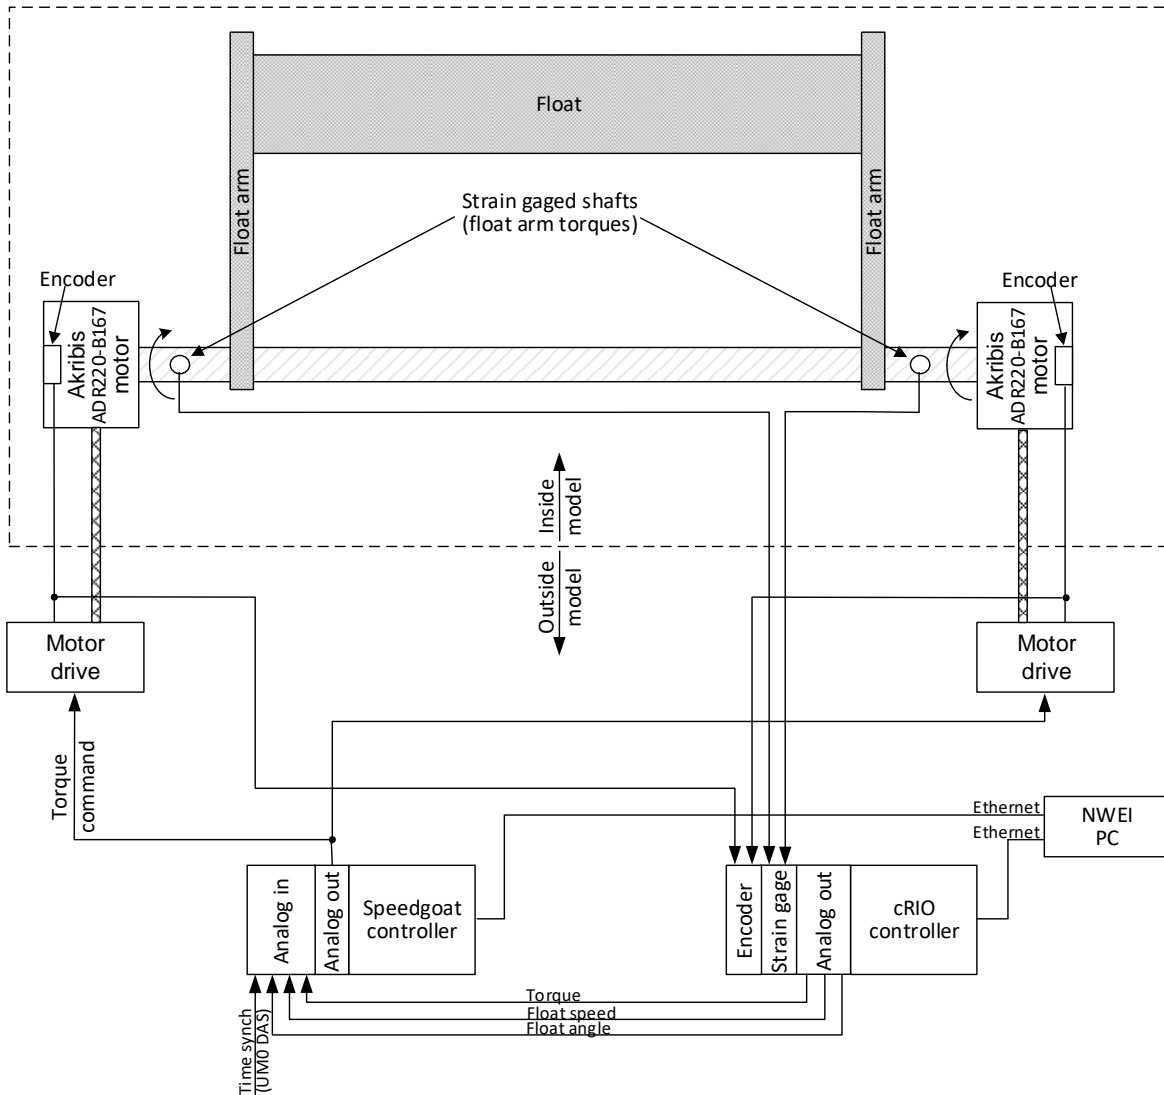 Float
Float arm
Float arm
Strain gaged shafts
(float arm torques)
Encoder
Encoder
Akribis
ADR220-B167
motor
Akribis
ADR220-B167
motor
Inside
model
Outside
model
Motor
drive
Motor
drive
Torque
command
Ethernet
Ethernet
NWEI
PC
Analog in
Analog out
Speedgoat
controller
Encoder
Strain gage
Analog out
cRIO
controller
Torque
Float speed
Float angle
Time synch
(UM0 DAS)